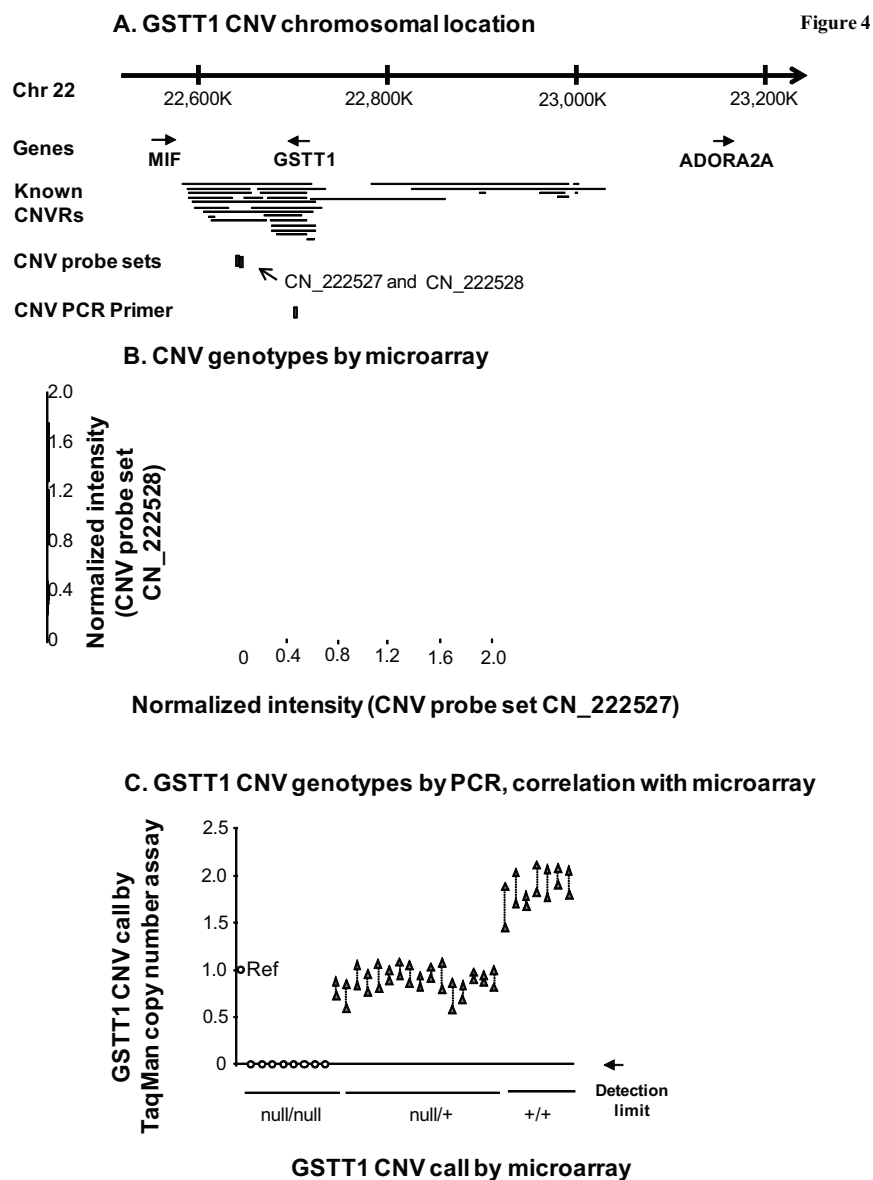 A. GSTT1 CNV chromosomal location
Figure 4
Chr 22
22,600K 22,800K 23,000K 23,200K
Genes
MIF GSTT1 ADORA2A
Known
CNVRs
CNV probe sets
CN_222527 and CN_222528
CNV PCR Primer
B. CNV genotypes by microarray
Normalized intensity
(CNV probe set
CN_222528)
2.0
1.6
1.2
0.8
0.4
0
0 0.4 0.8 1.2 1.6 2.0
Normalized intensity (CNV probe set CN_222527)
C. GSTT1 CNV genotypes by PCR, correlation with microarray
GSTT1 CNV call by
TaqMan copy number assay
2.5
2.0
1.5
1.0
0.5
0
Ref
null/null null/+ +/+
Detection
limit
GSTT1 CNV call by microarray